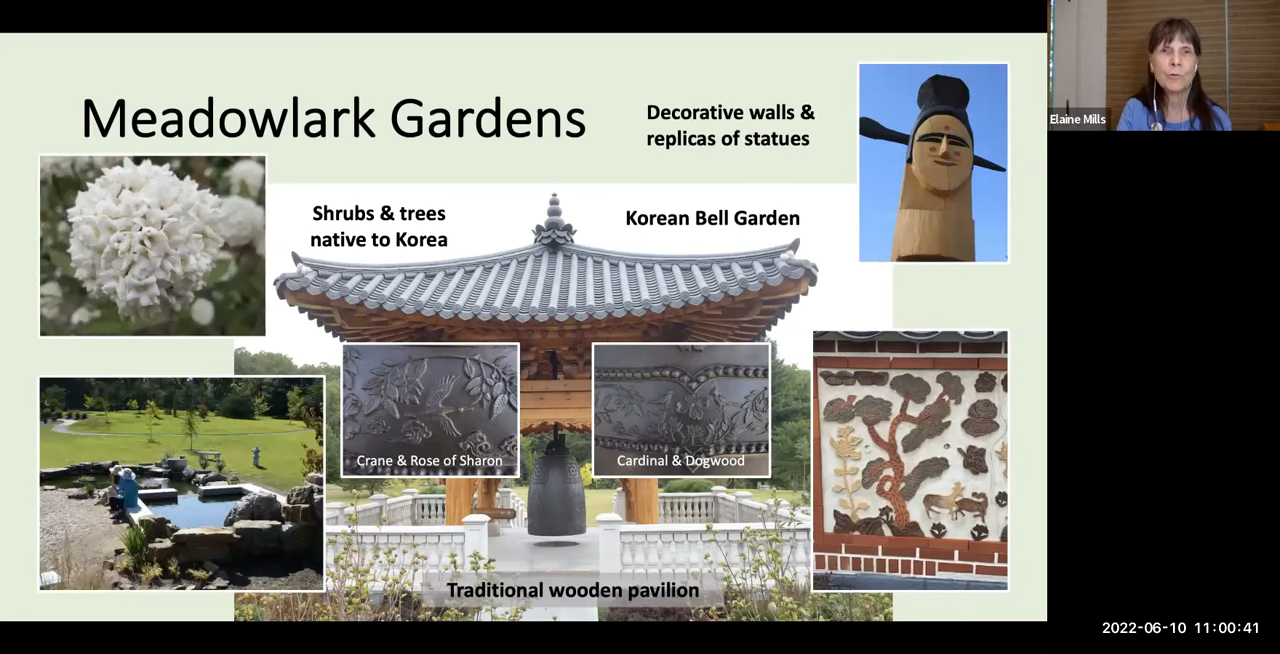 Meadowlark Gardens
Decorative walls &
replicas of statues
Shrubs & trees
native to Korea
Korean Bell Garden
Crane & Rose of Sharon
Cardinal & Dogwood
Traditional wooden pavilion
Elaine Mills
2022-06-10 11:00:41